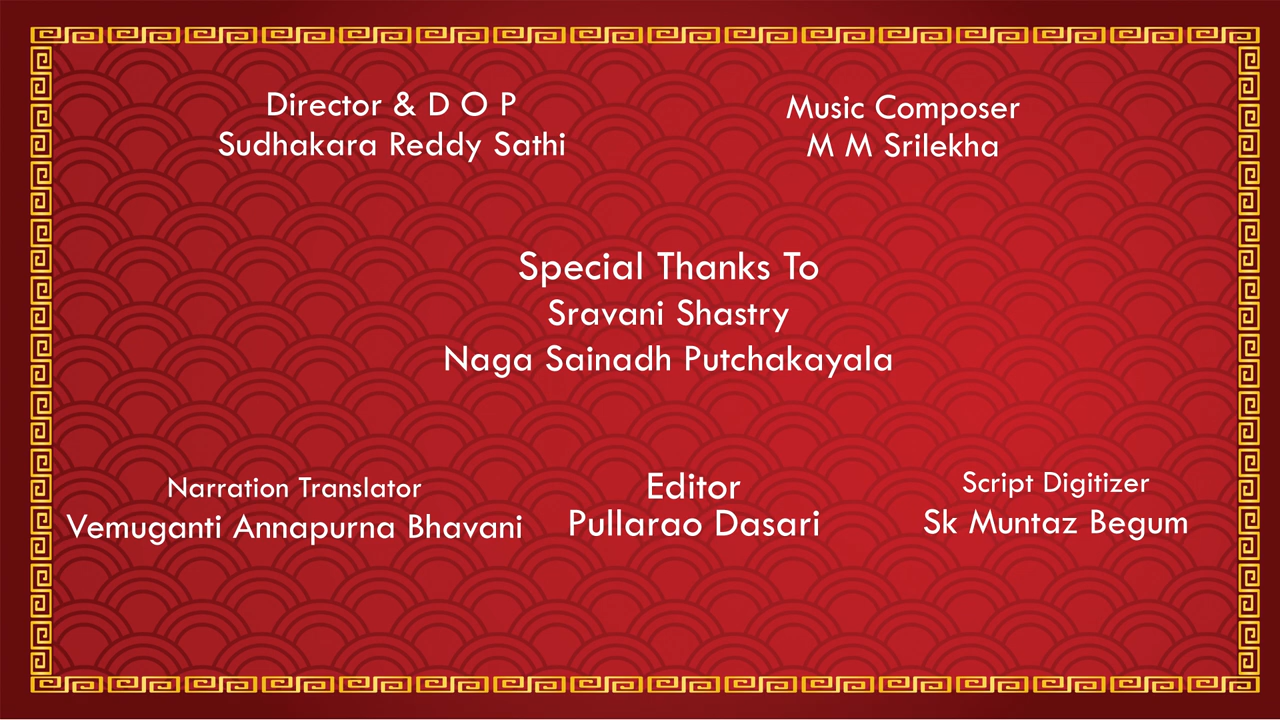 Director & D O P
Sudhakara Reddy Sathi
Music Composer
M M Srilekha
Special Thanks To
Sravani Shastry
Naga Sainadh Putchakayala
Narration Translator
Vemuganti Annapurna Bhavani
Editor
Pullarao Dasari
Script Digitizer
Sk Muntaz Begum